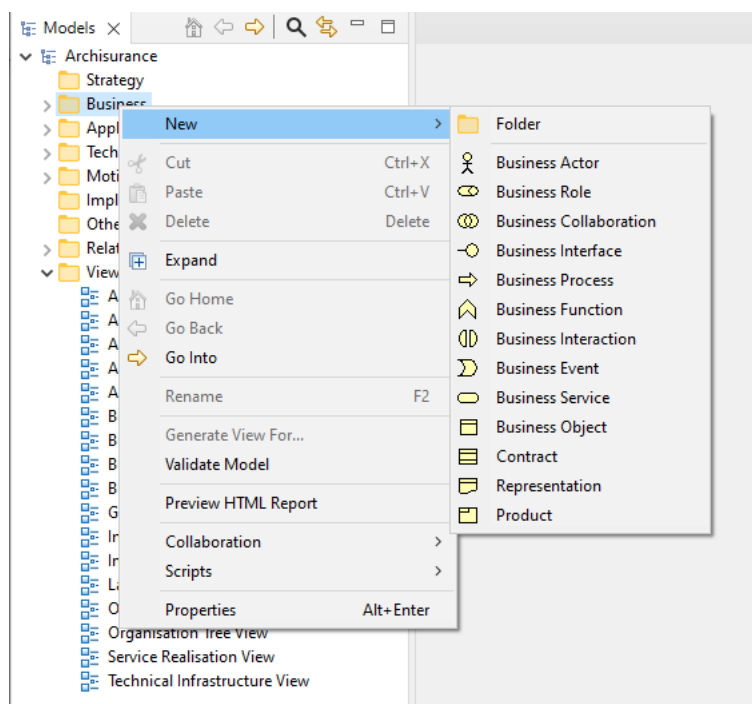 Models
Archisurance
Strategy
Business
New
Folder
Appl
Tech
Cut Ctrl+X
Business Actor
Moti
Paste Ctrl+V
Business Role
Impl
Othe
Delete Delete
Business Collaboration
Relat
Expand
Business Interface
View
Business Process
A
Go Home
Business Function
A
Go Back
Business Interaction
A
Go Into
Business Event
A
A
Rename F2
Business Service
B
Generate View For...
Business Object
B
B
Validate Model
Contract
B
Representation
G
Preview HTML Report
Product
In
Collaboration
In
Scripts
La
O
Properties Alt+Enter
Organisation Tree View
Service Realisation View
Technical Infrastructure View